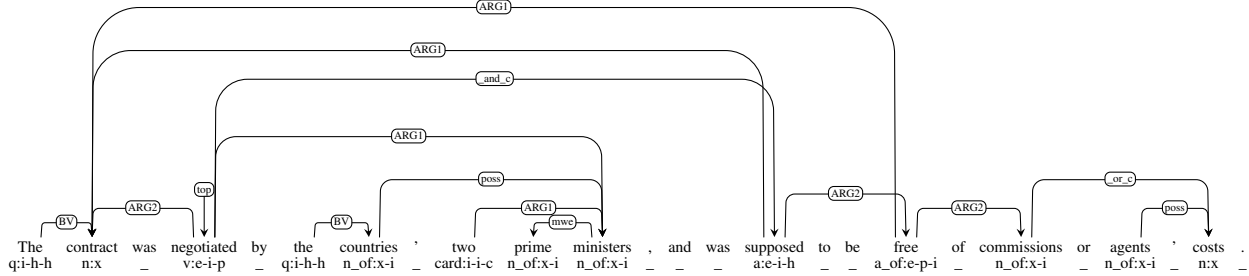 ARG1
ARG1
_and_c
ARG1
top
poss
_or_c
BV
ARG2
BV
ARG1
mwe
ARG2
ARG2
poss
The contract was negotiated by the countries ' two prime ministers , and was supposed to be free of commissions or agents ' costs .
q:i-h-h n:x _ v:e-i-p _ q:i-h-h n_of:x-i _ card:i-i-c n_of:x-i n_of:x-i _ _ _ a:e-i-h _ _ a_of:e-p-i _ n_of:x-i _ n_of:x-i _ n:x _